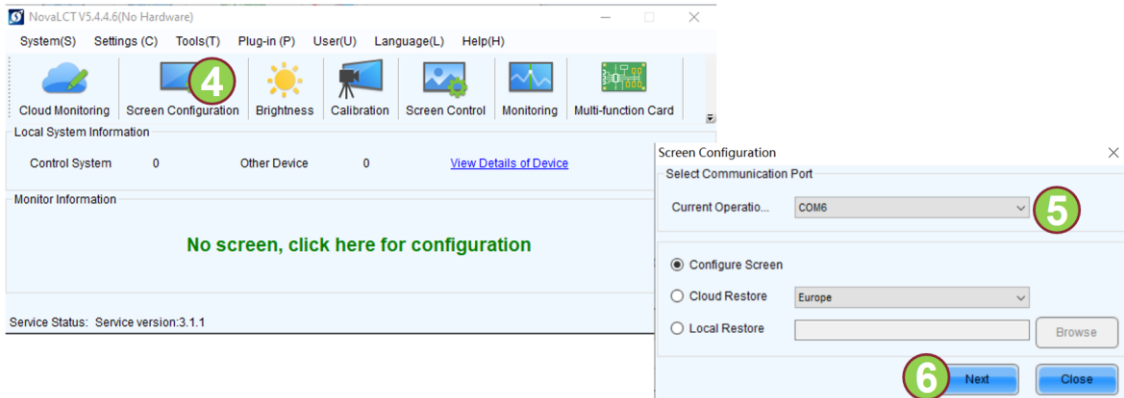 NovaLCT V5.4.4.6(No Hardware)
System(S) Settings (C) Tools(T) Plug-in (P) User(U) Language(L) Help(H)
4
Cloud Monitoring Screen Configuration Brightness Calibration Screen Control Monitoring Multi-function Card
Local System Information
Control System 0 Other Device 0 View Details of Device
Monitor Information
No screen, click here for configuration
Service Status: Service version:3.1.1
Screen Configuration
Select Communication Port
Current Operatio... COM6 5
Configure Screen
Cloud Restore Europe
Local Restore Browse
6 Next Close